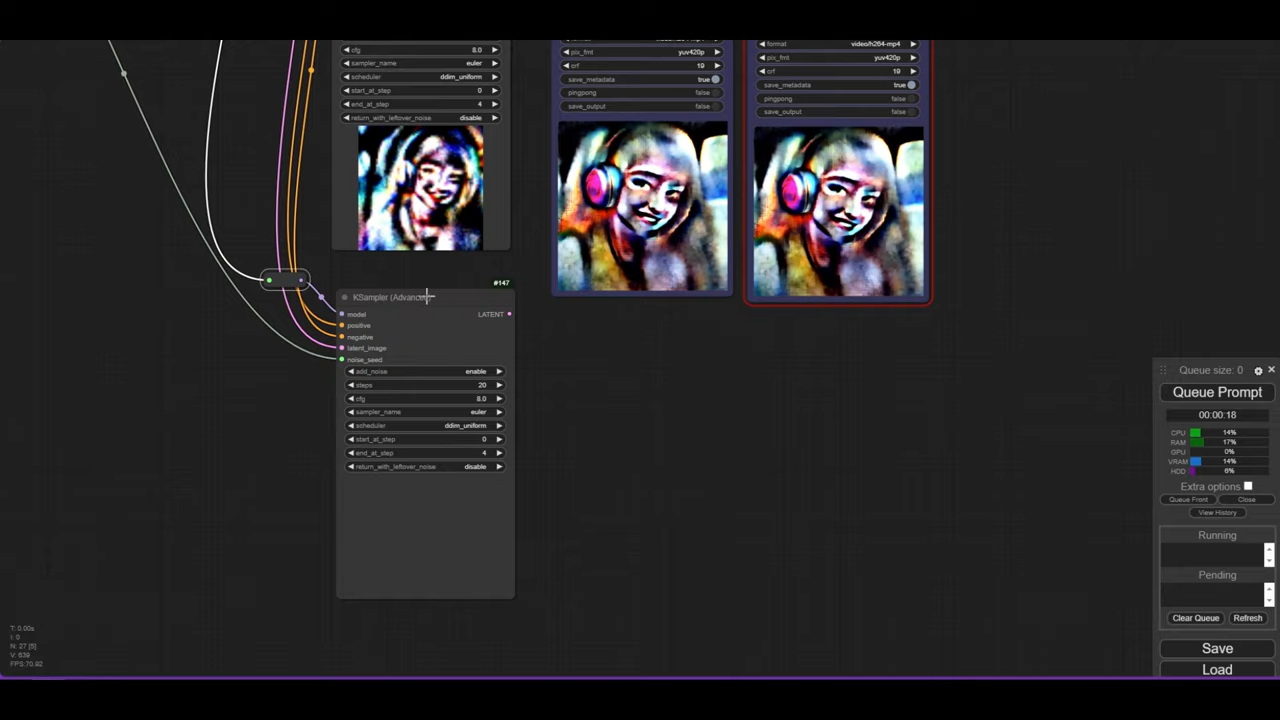 cfg 8.0
sampler_name euler
scheduler ddim_uniform
start_at_step 0
end_at_step 4
return_with_leftover_noise disable
pix_fmt yuv420p
crf 19
save_metadata true
pingpong false
save_output false
format video/h264-mp4
pix_fmt yuv420p
crf 19
save_metadata true
pingpong false
save_output false
#147
KSampler (Advanced)
model LATENT
positive
negative
latent_image
noise_seed
add_noise enable
steps 20
cfg 8.0
sampler_name euler
scheduler ddim_uniform
start_at_step 0
end_at_step 4
return_with_leftover_noise disable
Queue size: 0
Queue Prompt
00:00:18
CPU 14%
RAM 17%
GPU 0%
VRAM 14%
HDD 6%
Extra options
Queue Front Close
View History
Running
Pending
Clear Queue Refresh
Save
Load
T: 0.00s
I: 0
N: 27 [5]
V: 639
FPS:70.92